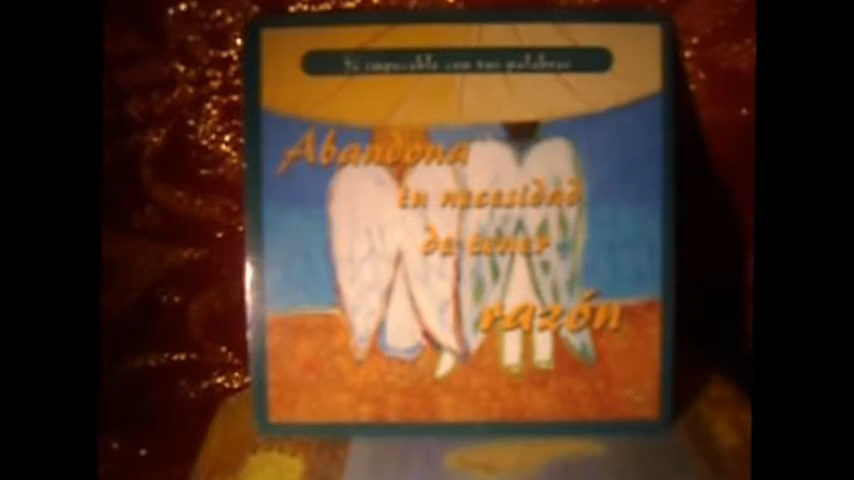 Sé impecable con tus palabras
Abandona
tu necesidad
de tener
razón